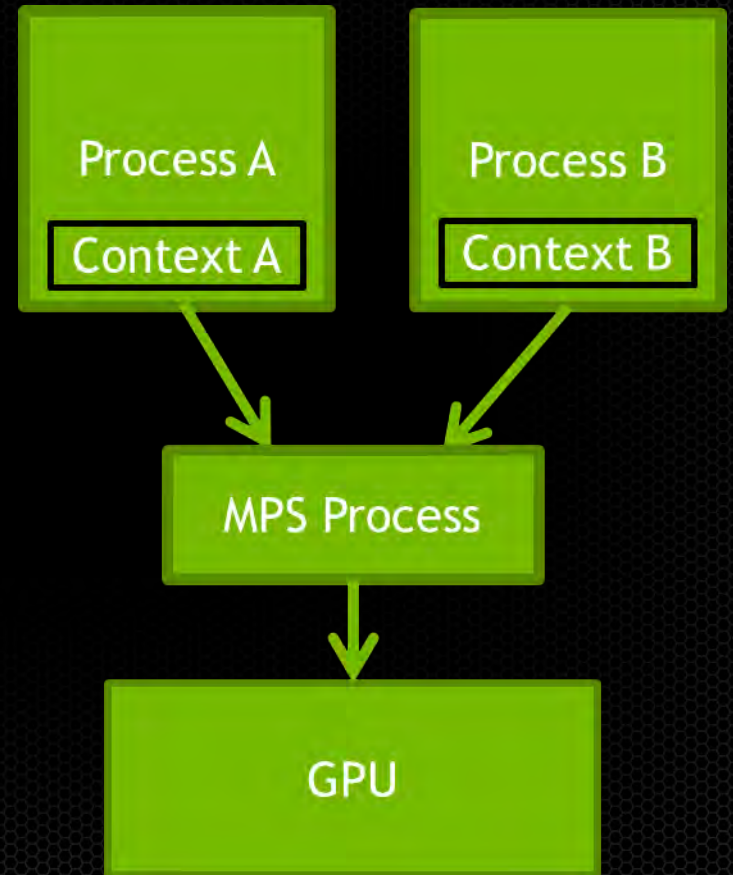 Process A
Process B
Context A
Context B
MPS Process
GPU